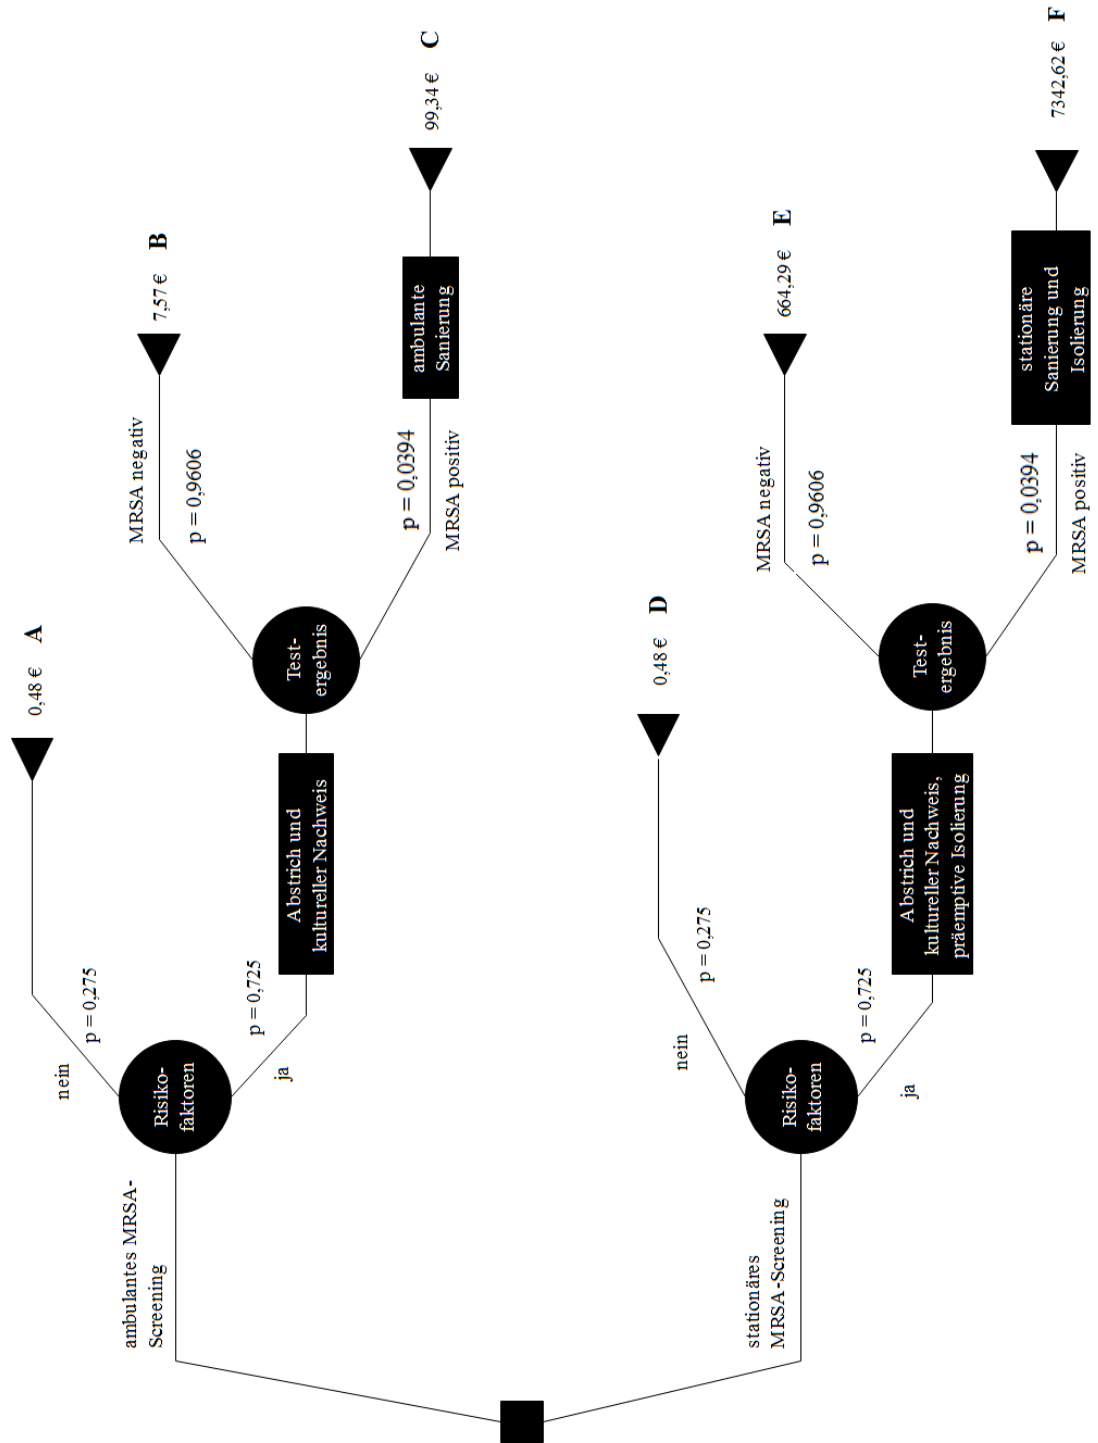 ambulantes MRSA-
Screening
Risiko-
faktoren
nein
p = 0,275
0,48 € A
ja
p = 0,725
Abstrich und
kultureller Nachweis
Test-
ergebnis
MRSA negativ
p = 0,9606
7,57 € B
p = 0,0394
MRSA positiv
ambulante
Sanierung
99,34 € C
stationäres
MRSA-Screening
Risiko-
faktoren
nein
p = 0,275
0,48 € D
ja
p = 0,725
Abstrich und
kultureller Nachweis,
präemptive Isolierung
Test-
ergebnis
MRSA negativ
p = 0,9606
664,29 € E
p = 0,0394
MRSA positiv
stationäre
Sanierung und
Isolierung
7342,62 € F